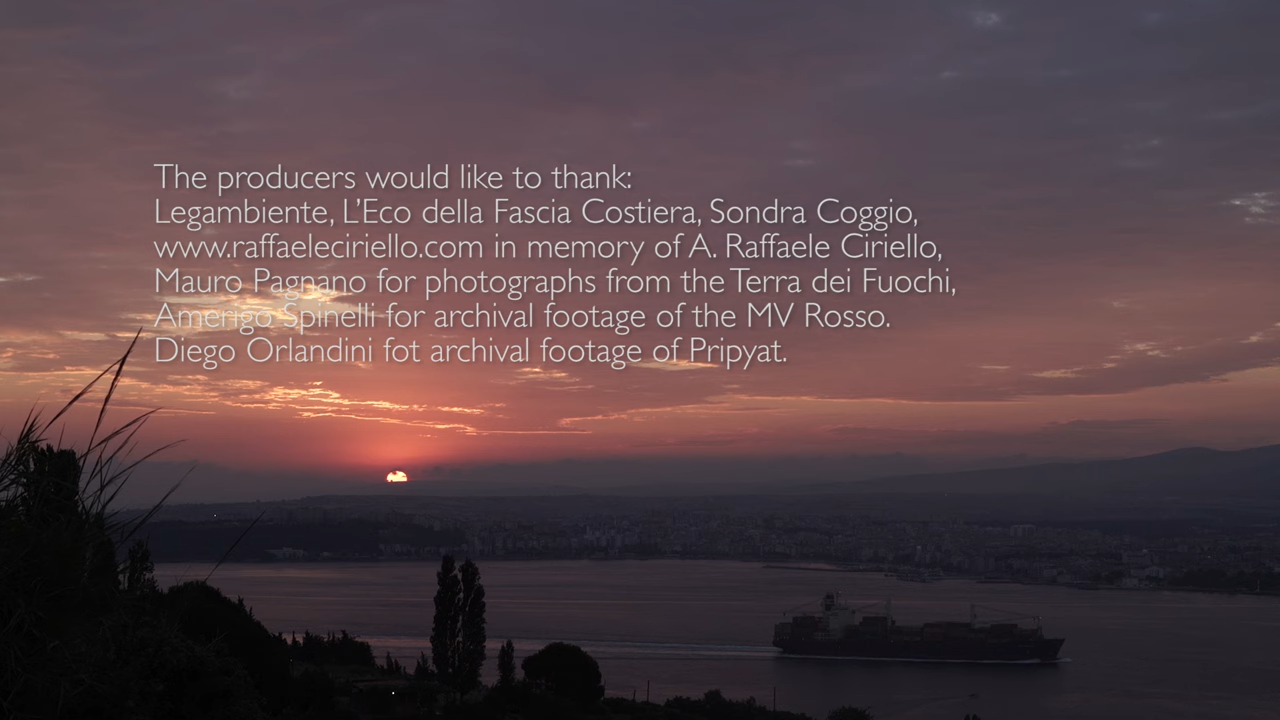 The producers would like to thank:
Legambiente, L'Eco della Fascia Costiera, Sondra Coggio,
www.raffaeleciriello.com in memory of A. Raffaele Ciriello,
Mauro Pagnano for photographs from the Terra dei Fuochi,
Amerigo Spinelli for archival footage of the MV Rosso.
Diego Orlandini fot archival footage of Pripyat.